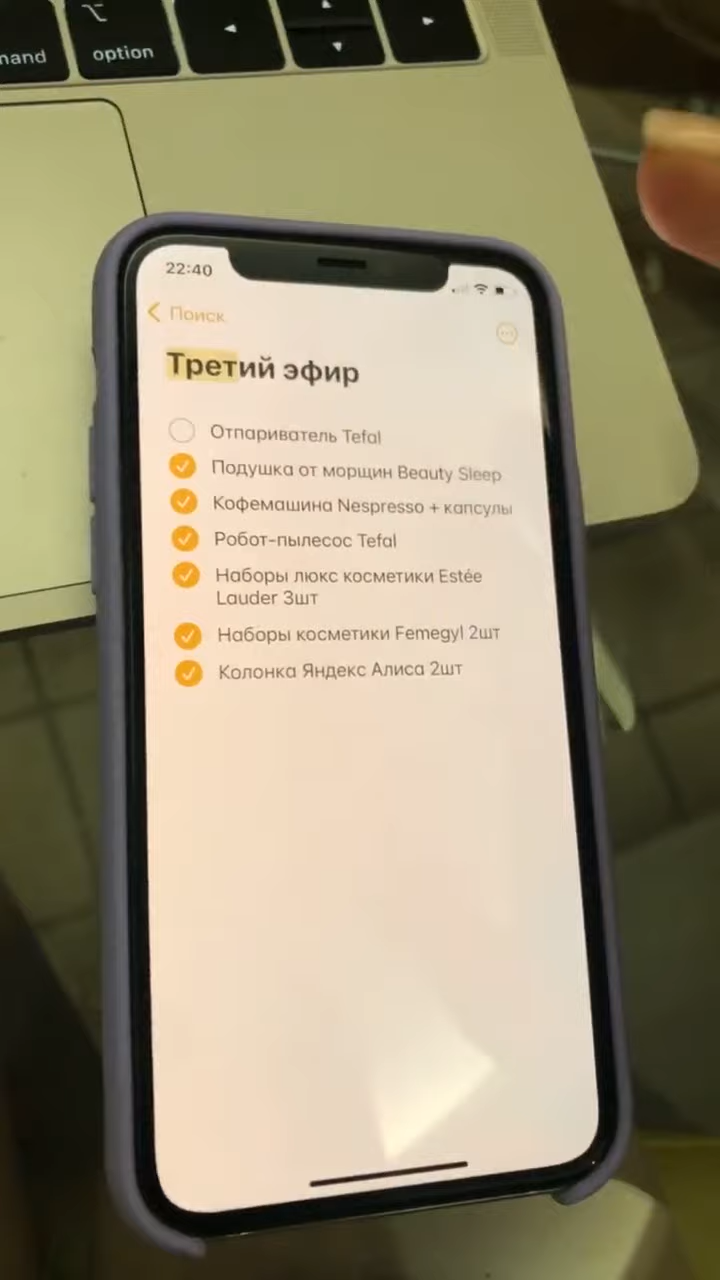 mand
option
22:40
Поиск
Третий эфир
Отпариватель Tefal
Подушка от морщин Beauty Sleep
Кофемашина Nespresso + капсулы
Робот-пылесос Tefal
Наборы люкс косметики Estée
Lauder 3шт
Наборы косметики Femegyl 2шт
Колонка Яндекс Алиса 2шт